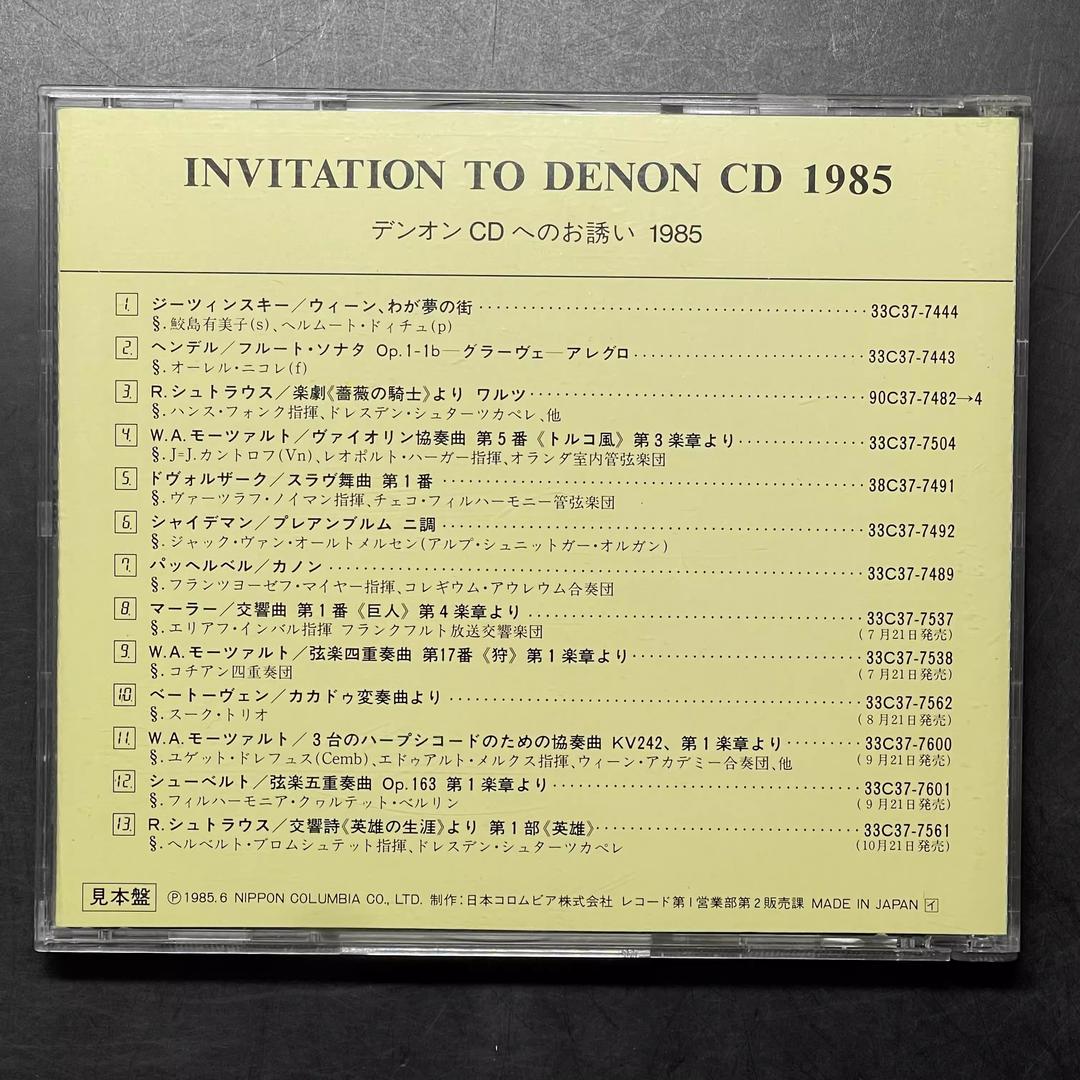 INVITATION TO DENON CD 1985
デンオン CD へのお誘い 1985
1. ジーツィンスキー／ウィーン、わが夢の街 33C37-7444
§. 鮫島有美子(s)、ヘルムート・ドィチュ(p)
2. ヘンデル／フルート・ソナタ Op.1-1b―グラーヴェ―アレグロ 33C37-7443
§. オーレル・ニコレ(f)
3. R.シュトラウス／楽劇《薔薇の騎士》より ワルツ 90C37-7482→4
§. ハンス・フォンク指揮、ドレスデン・シュターツカペレ、他
4. W.A.モーツァルト／ヴァイオリン協奏曲 第5番《トルコ風》第3楽章より 33C37-7504
§. J=J.カントロフ(Vn)、レオポルト・ハーガー指揮、オランダ室内管弦楽団
5. ドヴォルザーク／スラヴ舞曲 第1番 38C37-7491
§. ヴァーツラフ・ノイマン指揮、チェコ・フィルハーモニー管弦楽団
6. シャイデマン／プレアンブルム ニ調 33C37-7492
§. ジャック・ヴァン・オールトメルセン(アルプ・シュニットガー・オルガン)
7. パッヘルベル／カノン 33C37-7489
§. フランツヨーゼフ・マイヤー指揮、コレギウム・アウレウム合奏団
8. マーラー／交響曲 第1番《巨人》第4楽章より 33C37-7537
§. エリアフ・インバル指揮 フランクフルト放送交響楽団 (7月21日発売)
9. W.A.モーツァルト／弦楽四重奏曲 第17番《狩》第1楽章より 33C37-7538
§. コチアン四重奏団 (7月21日発売)
10. ベートーヴェン／カカドゥ変奏曲より 33C37-7562
§. スーク・トリオ (8月21日発売)
11. W.A.モーツァルト／3台のハープシコードのための協奏曲 KV242、第1楽章より 33C37-7600
§. ユゲット・ドレフュス(Cemb)、エドゥアルト・メルクス指揮、ウィーン・アカデミー合奏団、他 (9月21日発売)
12. シューベルト／弦楽五重奏曲 Op.163 第1楽章より 33C37-7601
§. フィルハーモニア・クヮルテット・ベルリン (9月21日発売)
13. R.シュトラウス／交響詩《英雄の生涯》より 第1部《英雄》 33C37-7561
§. ヘルベルト・ブロムシュテット指揮、ドレスデン・シュターツカペレ (10月21日発売)
見本盤 Ⓟ1985.6 NIPPON COLUMBIA CO., LTD. 制作：日本コロムビア株式会社 レコード第1営業部第2販売課 MADE IN JAPAN イ